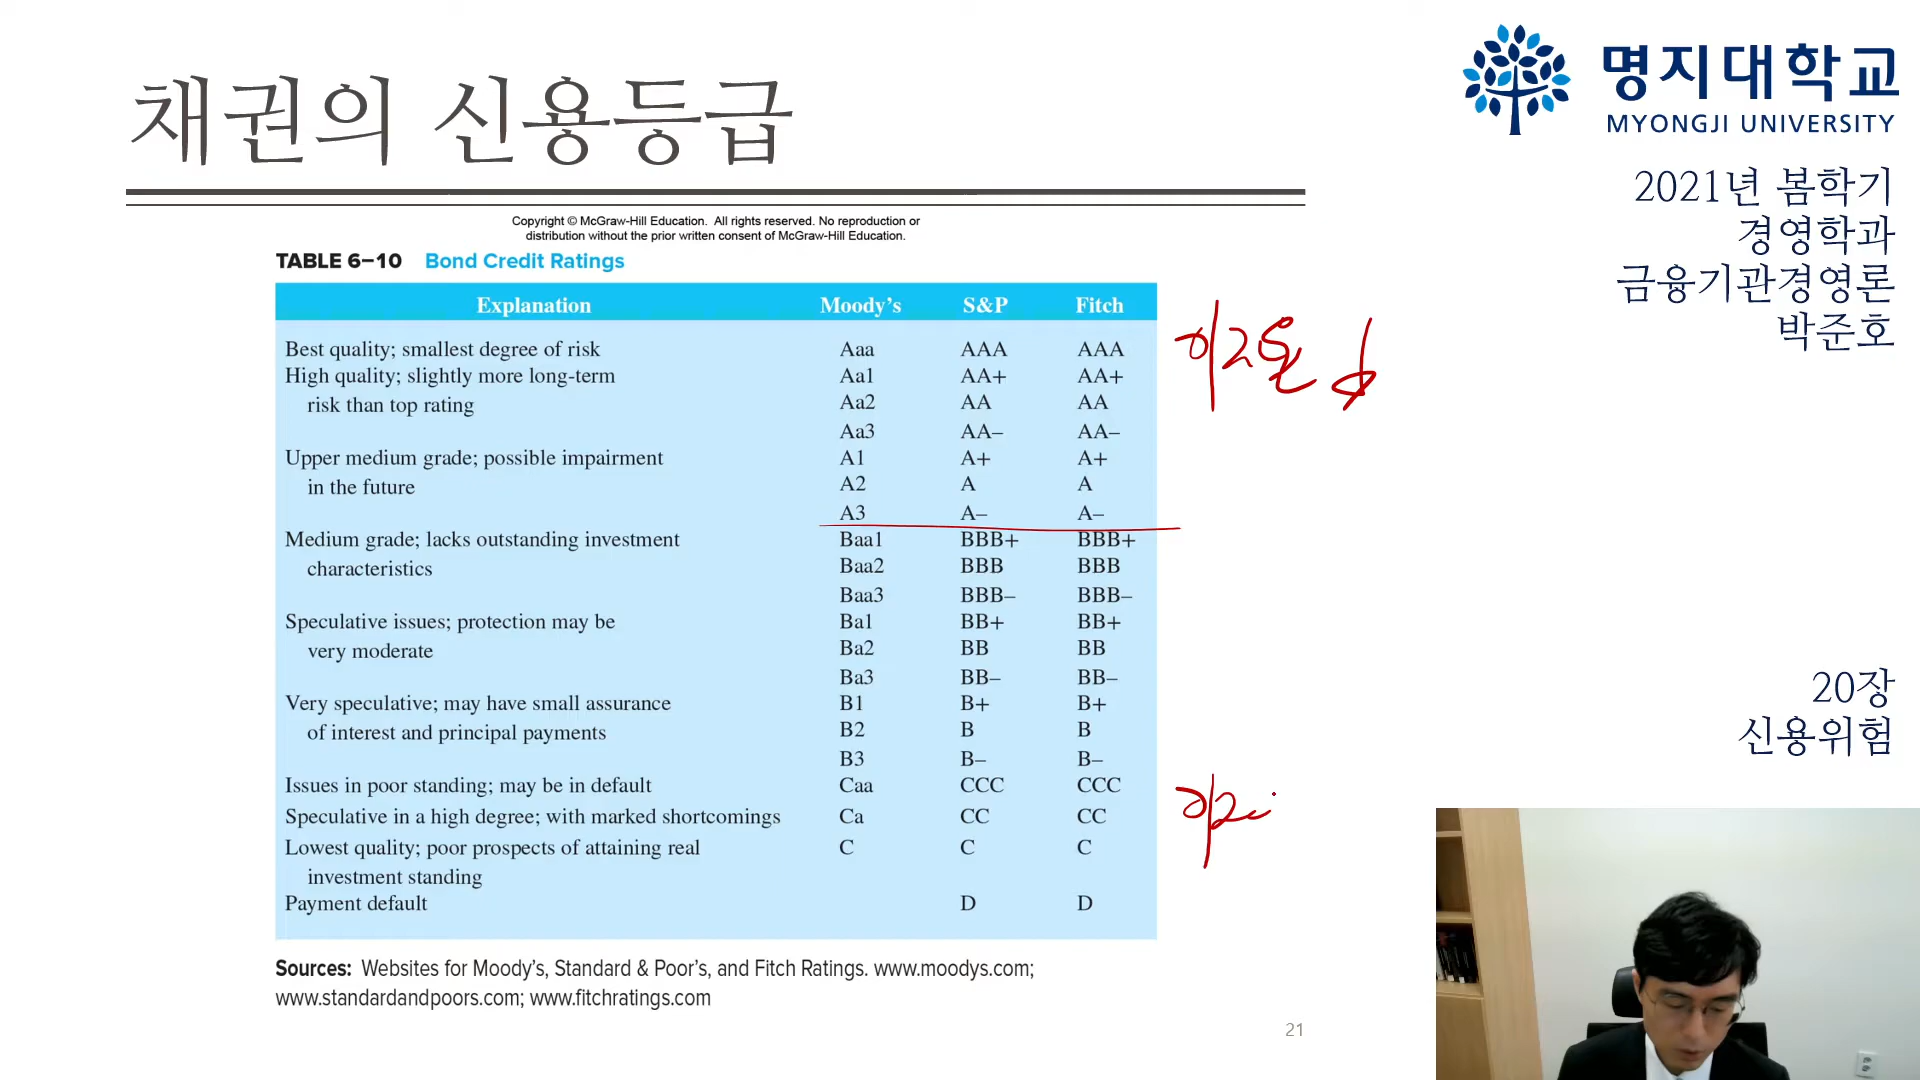 채권의 신용등급
명지대학교
MYONGJI UNIVERSITY
2021년 봄학기
경영학과
금융기관경영론
박준호
Copyright © McGraw-Hill Education. All rights reserved. No reproduction or
distribution without the prior written consent of McGraw-Hill Education.
TABLE 6–10 Bond Credit Ratings
Explanation Moody's S&P Fitch
Best quality; smallest degree of risk Aaa AAA AAA
High quality; slightly more long-term Aa1 AA+ AA+
risk than top rating Aa2 AA AA
Aa3 AA– AA–
Upper medium grade; possible impairment A1 A+ A+
in the future A2 A A
A3 A– A–
Medium grade; lacks outstanding investment Baa1 BBB+ BBB+
characteristics Baa2 BBB BBB
Baa3 BBB– BBB–
Speculative issues; protection may be Ba1 BB+ BB+
very moderate Ba2 BB BB
Ba3 BB– BB–
Very speculative; may have small assurance B1 B+ B+
of interest and principal payments B2 B B
B3 B– B–
Issues in poor standing; may be in default Caa CCC CCC
Speculative in a high degree; with marked shortcomings Ca CC CC
Lowest quality; poor prospects of attaining real C C C
investment standing
Payment default D D
이자율
Sources: Websites for Moody's, Standard & Poor's, and Fitch Ratings. www.moodys.com;
www.standardandpoors.com; www.fitchratings.com
21
20장
신용위험